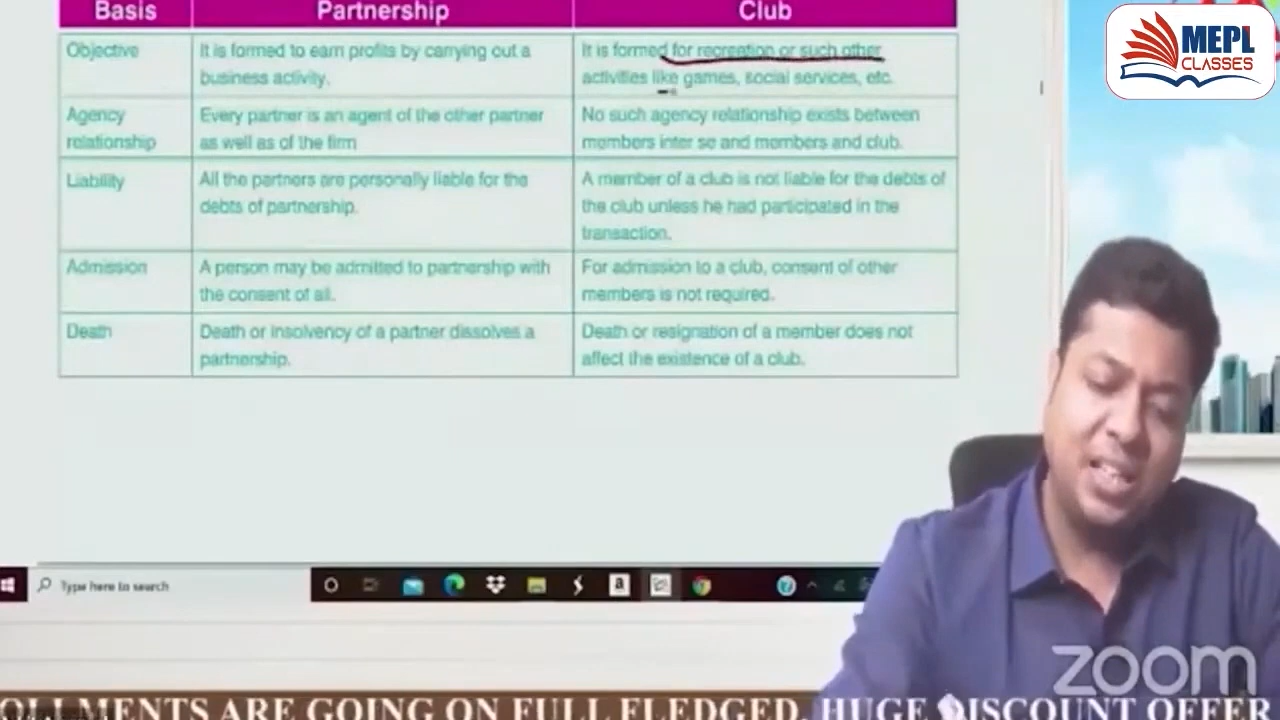 Basis Partnership Club
Objective
It is formed to earn profits by carrying out a
business activity.
It is formed for recreation or such other
activities like games, social services, etc.
Agency
relationship
Every partner is an agent of the other partner
as well as of the firm
No such agency relationship exists between
members inter se and members and club.
Liability
All the partners are personally liable for the
debts of partnership.
A member of a club is not liable for the debts of
the club unless he had participated in the
transaction.
Admission
A person may be admitted to partnership with
the consent of all.
For admission to a club, consent of other
members is not required.
Death
Death or insolvency of a partner dissolves a
partnership.
Death or resignation of a member does not
affect the existence of a club.
MEPL
CLASSES
Type here to search
a
zoom
OLLMENTS ARE GOING ON FULL FLEDGED, HUGE DISCOUNT OFFER